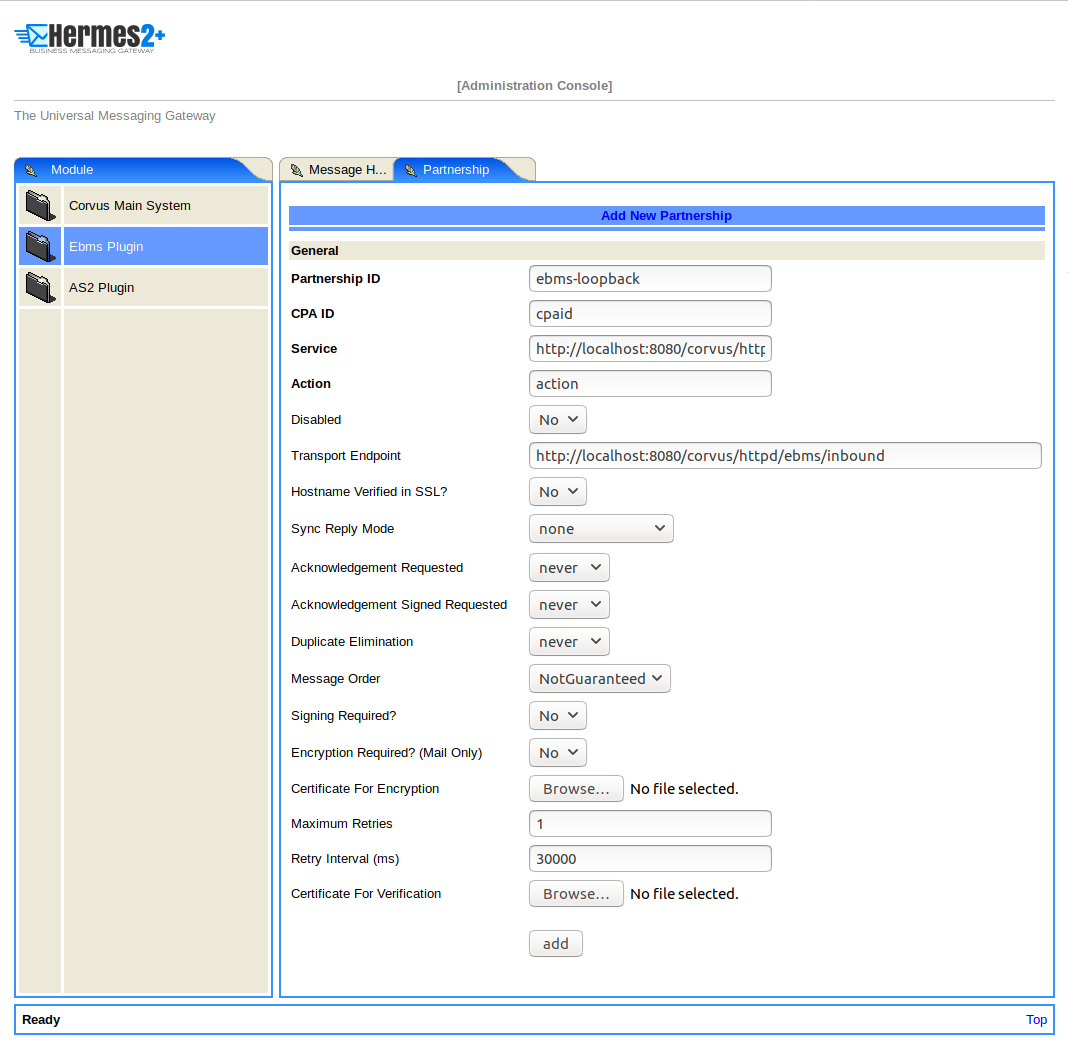 Hermes2+
BUSINESS MESSAGING GATEWAY
[Administration Console]
The Universal Messaging Gateway
Module
Corvus Main System
Ebms Plugin
AS2 Plugin
Message H... Partnership
Add New Partnership
General
Partnership ID ebms-loopback
CPA ID cpaid
Service http://localhost:8080/corvus/http
Action action
Disabled No
Transport Endpoint http://localhost:8080/corvus/httpd/ebms/inbound
Hostname Verified in SSL? No
Sync Reply Mode none
Acknowledgement Requested never
Acknowledgement Signed Requested never
Duplicate Elimination never
Message Order NotGuaranteed
Signing Required? No
Encryption Required? (Mail Only) No
Certificate For Encryption Browse... No file selected.
Maximum Retries 1
Retry Interval (ms) 30000
Certificate For Verification Browse... No file selected.
add
Ready Top